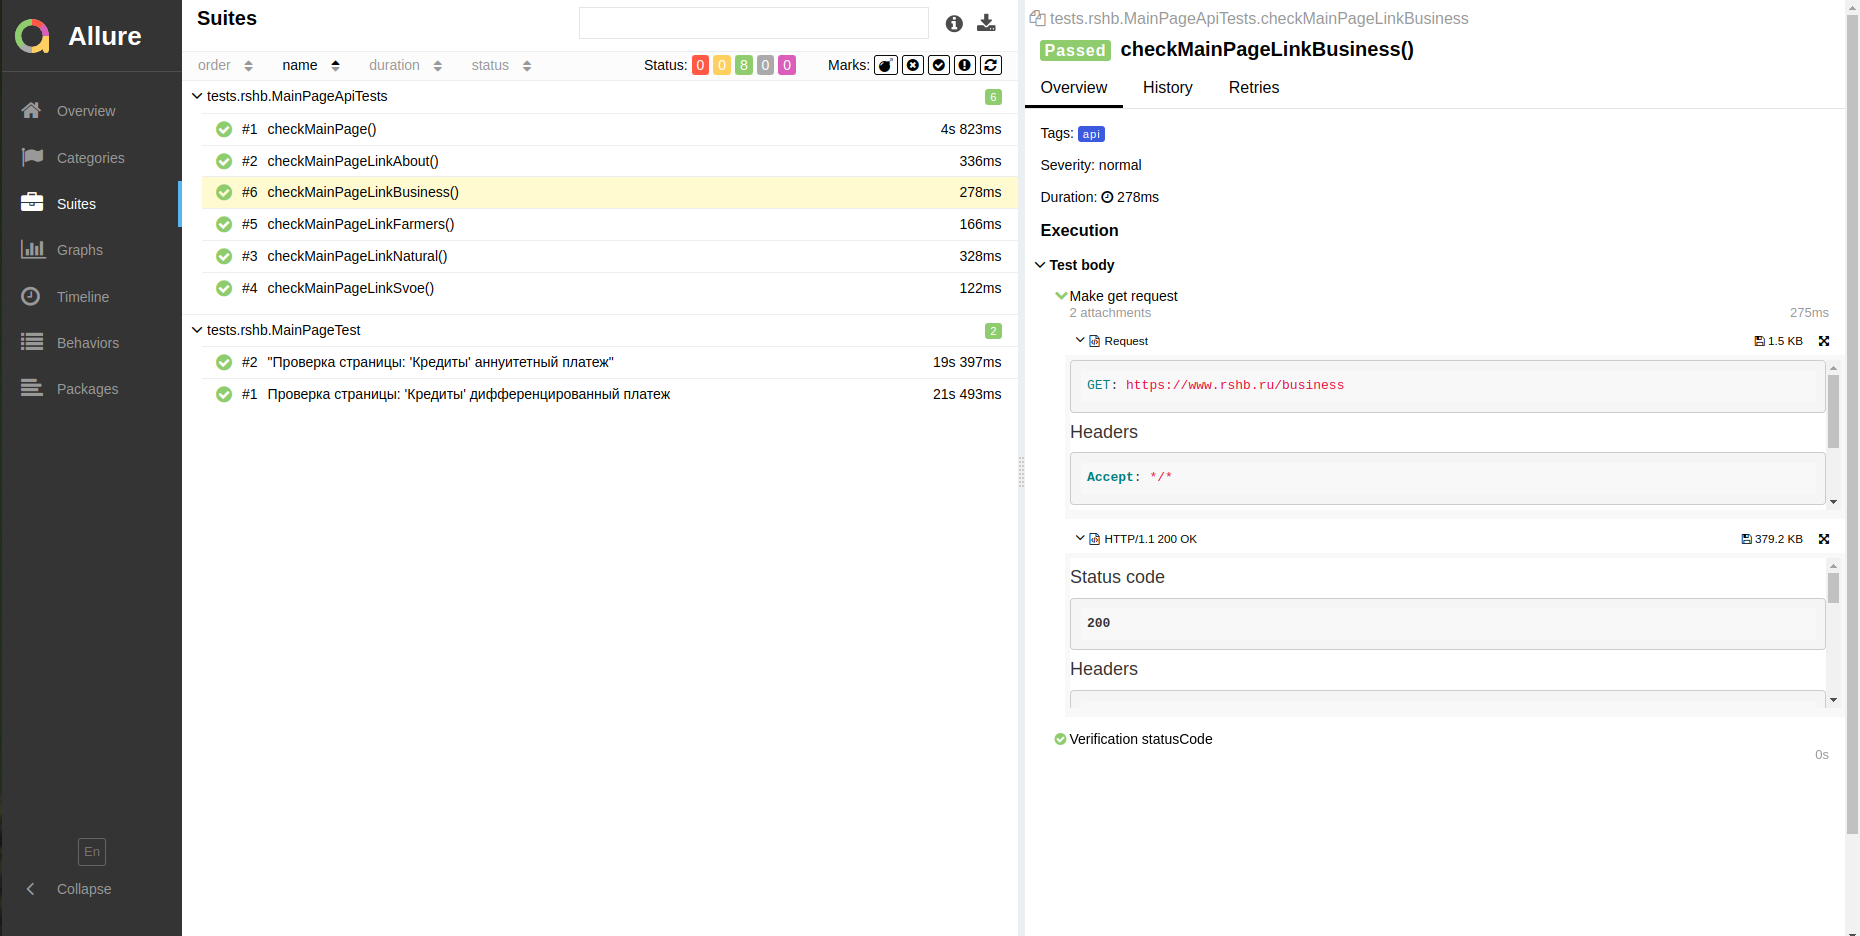 Allure
Overview
Categories
Suites
Graphs
Timeline
Behaviors
Packages
En
Collapse
Suites
order name duration status Status: 0 0 8 0 0 Marks:
tests.rshb.MainPageApiTests 6
#1 checkMainPage() 4s 823ms
#2 checkMainPageLinkAbout() 336ms
#6 checkMainPageLinkBusiness() 278ms
#5 checkMainPageLinkFarmers() 166ms
#3 checkMainPageLinkNatural() 328ms
#4 checkMainPageLinkSvoe() 122ms
tests.rshb.MainPageTest 2
#2 "Проверка страницы: 'Кредиты' аннуитетный платеж" 19s 397ms
#1 Проверка страницы: 'Кредиты' дифференцированный платеж 21s 493ms
tests.rshb.MainPageApiTests.checkMainPageLinkBusiness
Passed checkMainPageLinkBusiness()
Overview History Retries
Tags: api
Severity: normal
Duration: 278ms
Execution
Test body
Make get request
2 attachments 275ms
Request 1.5 KB
GET: https://www.rshb.ru/business
Headers
Accept: */*
HTTP/1.1 200 OK 379.2 KB
Status code
200
Headers
Verification statusCode
0s